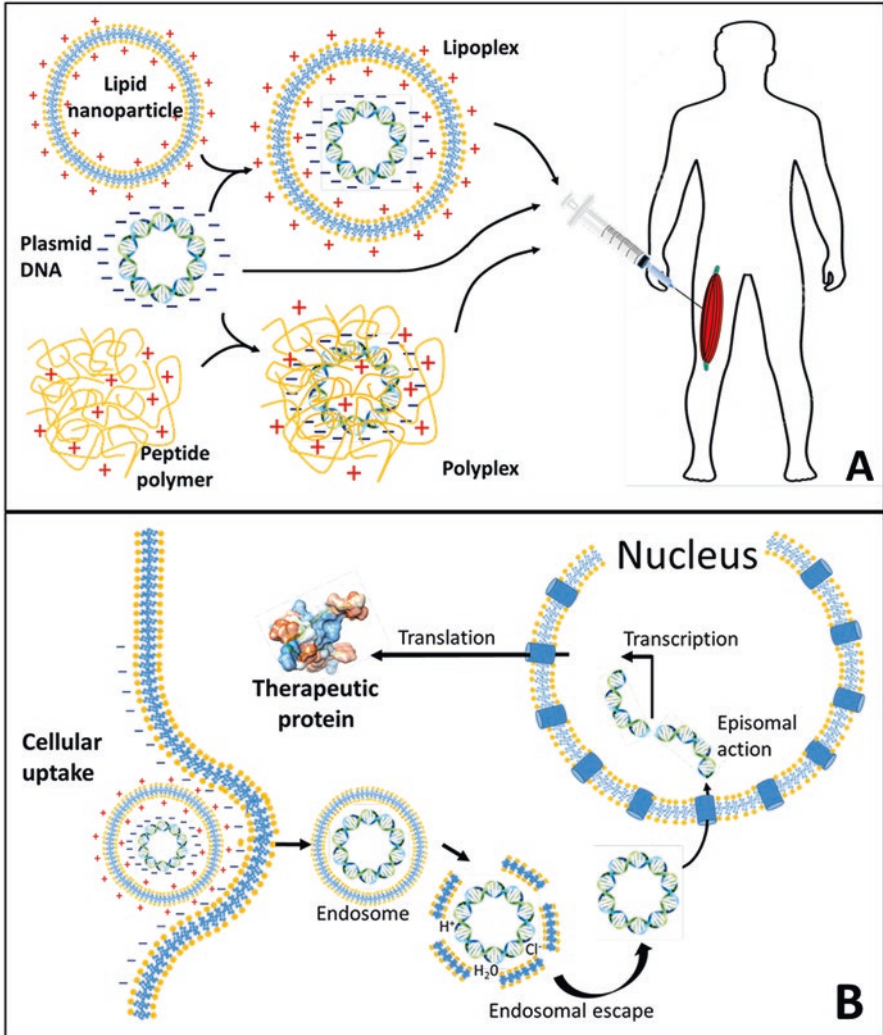 Lipid
nanoparticle
Lipoplex
Plasmid
DNA
Peptide
polymer
Polyplex
A
Nucleus
Translation
Transcription
Therapeutic
protein
Episomal
action
Cellular
uptake
Endosome
H⁺
Cl⁻
H₂0
Endosomal escape
B